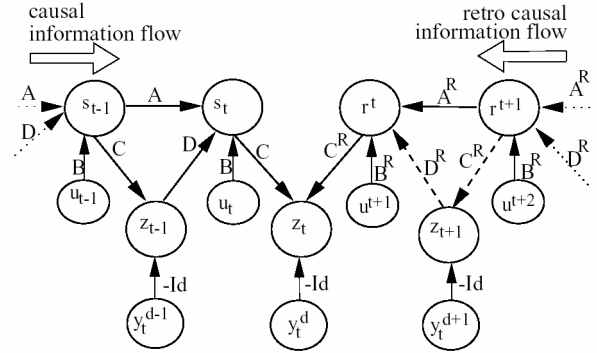 causal
information flow
retro causal
information flow
A
s_{t-1}
A
s_t
r^t
A^R
r^{t+1}
A^R
D
B
C
D
B
C
C^R
B^R
D^R
C^R
B^R
D^R
u_{t-1}
z_{t-1}
u_t
z_t
u^{t+1}
z_{t+1}
u^{t+2}
-Id
-Id
-Id
y_t^{d-1}
y_t^d
y_t^{d+1}